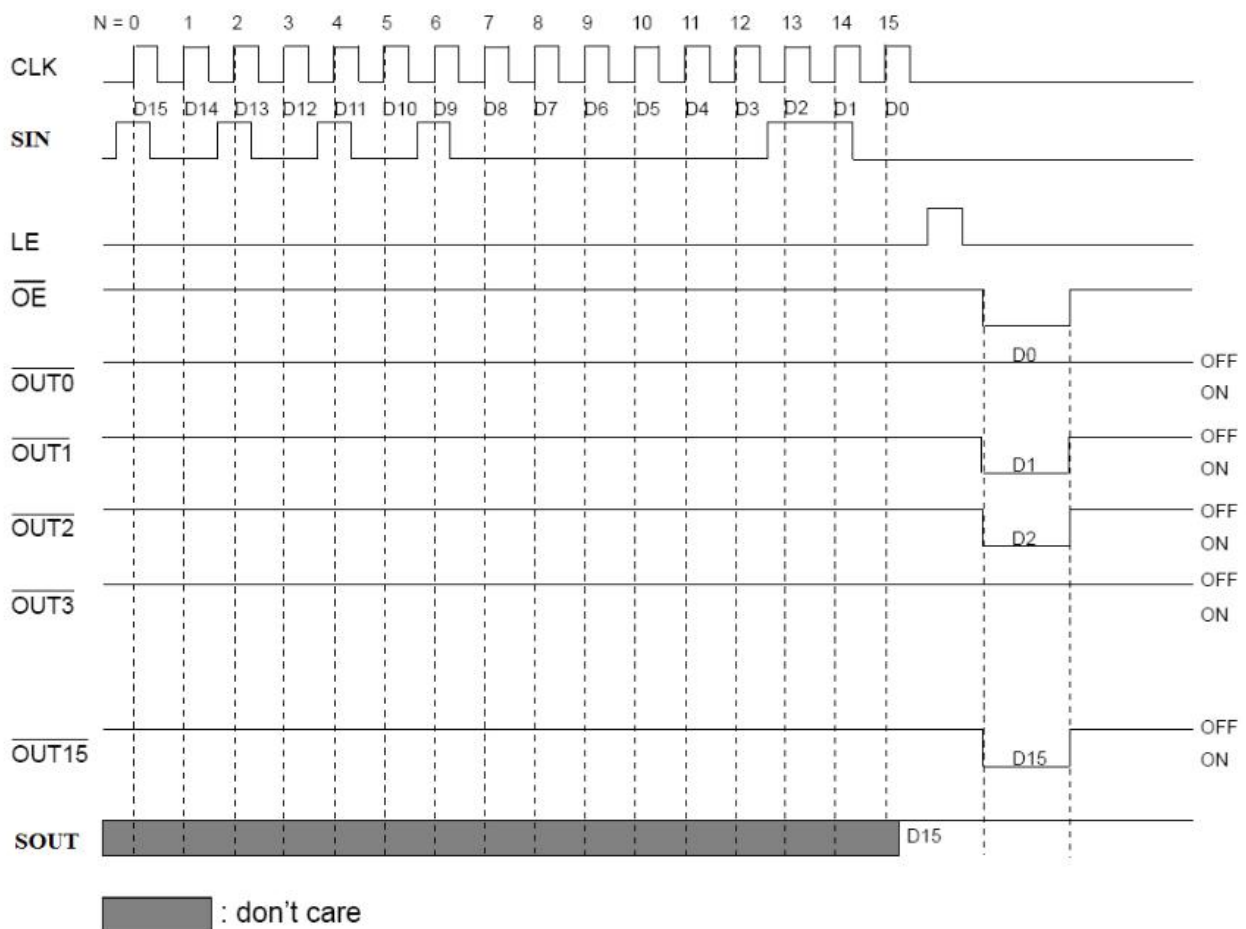 N = 0 1 2 3 4 5 6 7 8 9 10 11 12 13 14 15
CLK
D15 D14 D13 D12 D11 D10 D9 D8 D7 D6 D5 D4 D3 D2 D1 D0
SIN
LE
OE
D0 OFF
OUT0
ON
OFF
OUT1
D1 ON
OFF
OUT2
D2 ON
OFF
OUT3
ON
OFF
OUT15
D15 ON
SOUT D15
: don't care